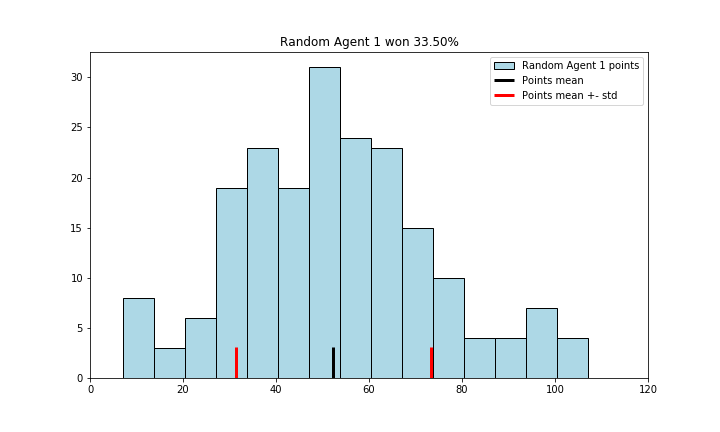 Random Agent 1 won 33.50%
Random Agent 1 points
Points mean
Points mean +- std
30
25
20
15
10
5
0
0 20 40 60 80 100 120